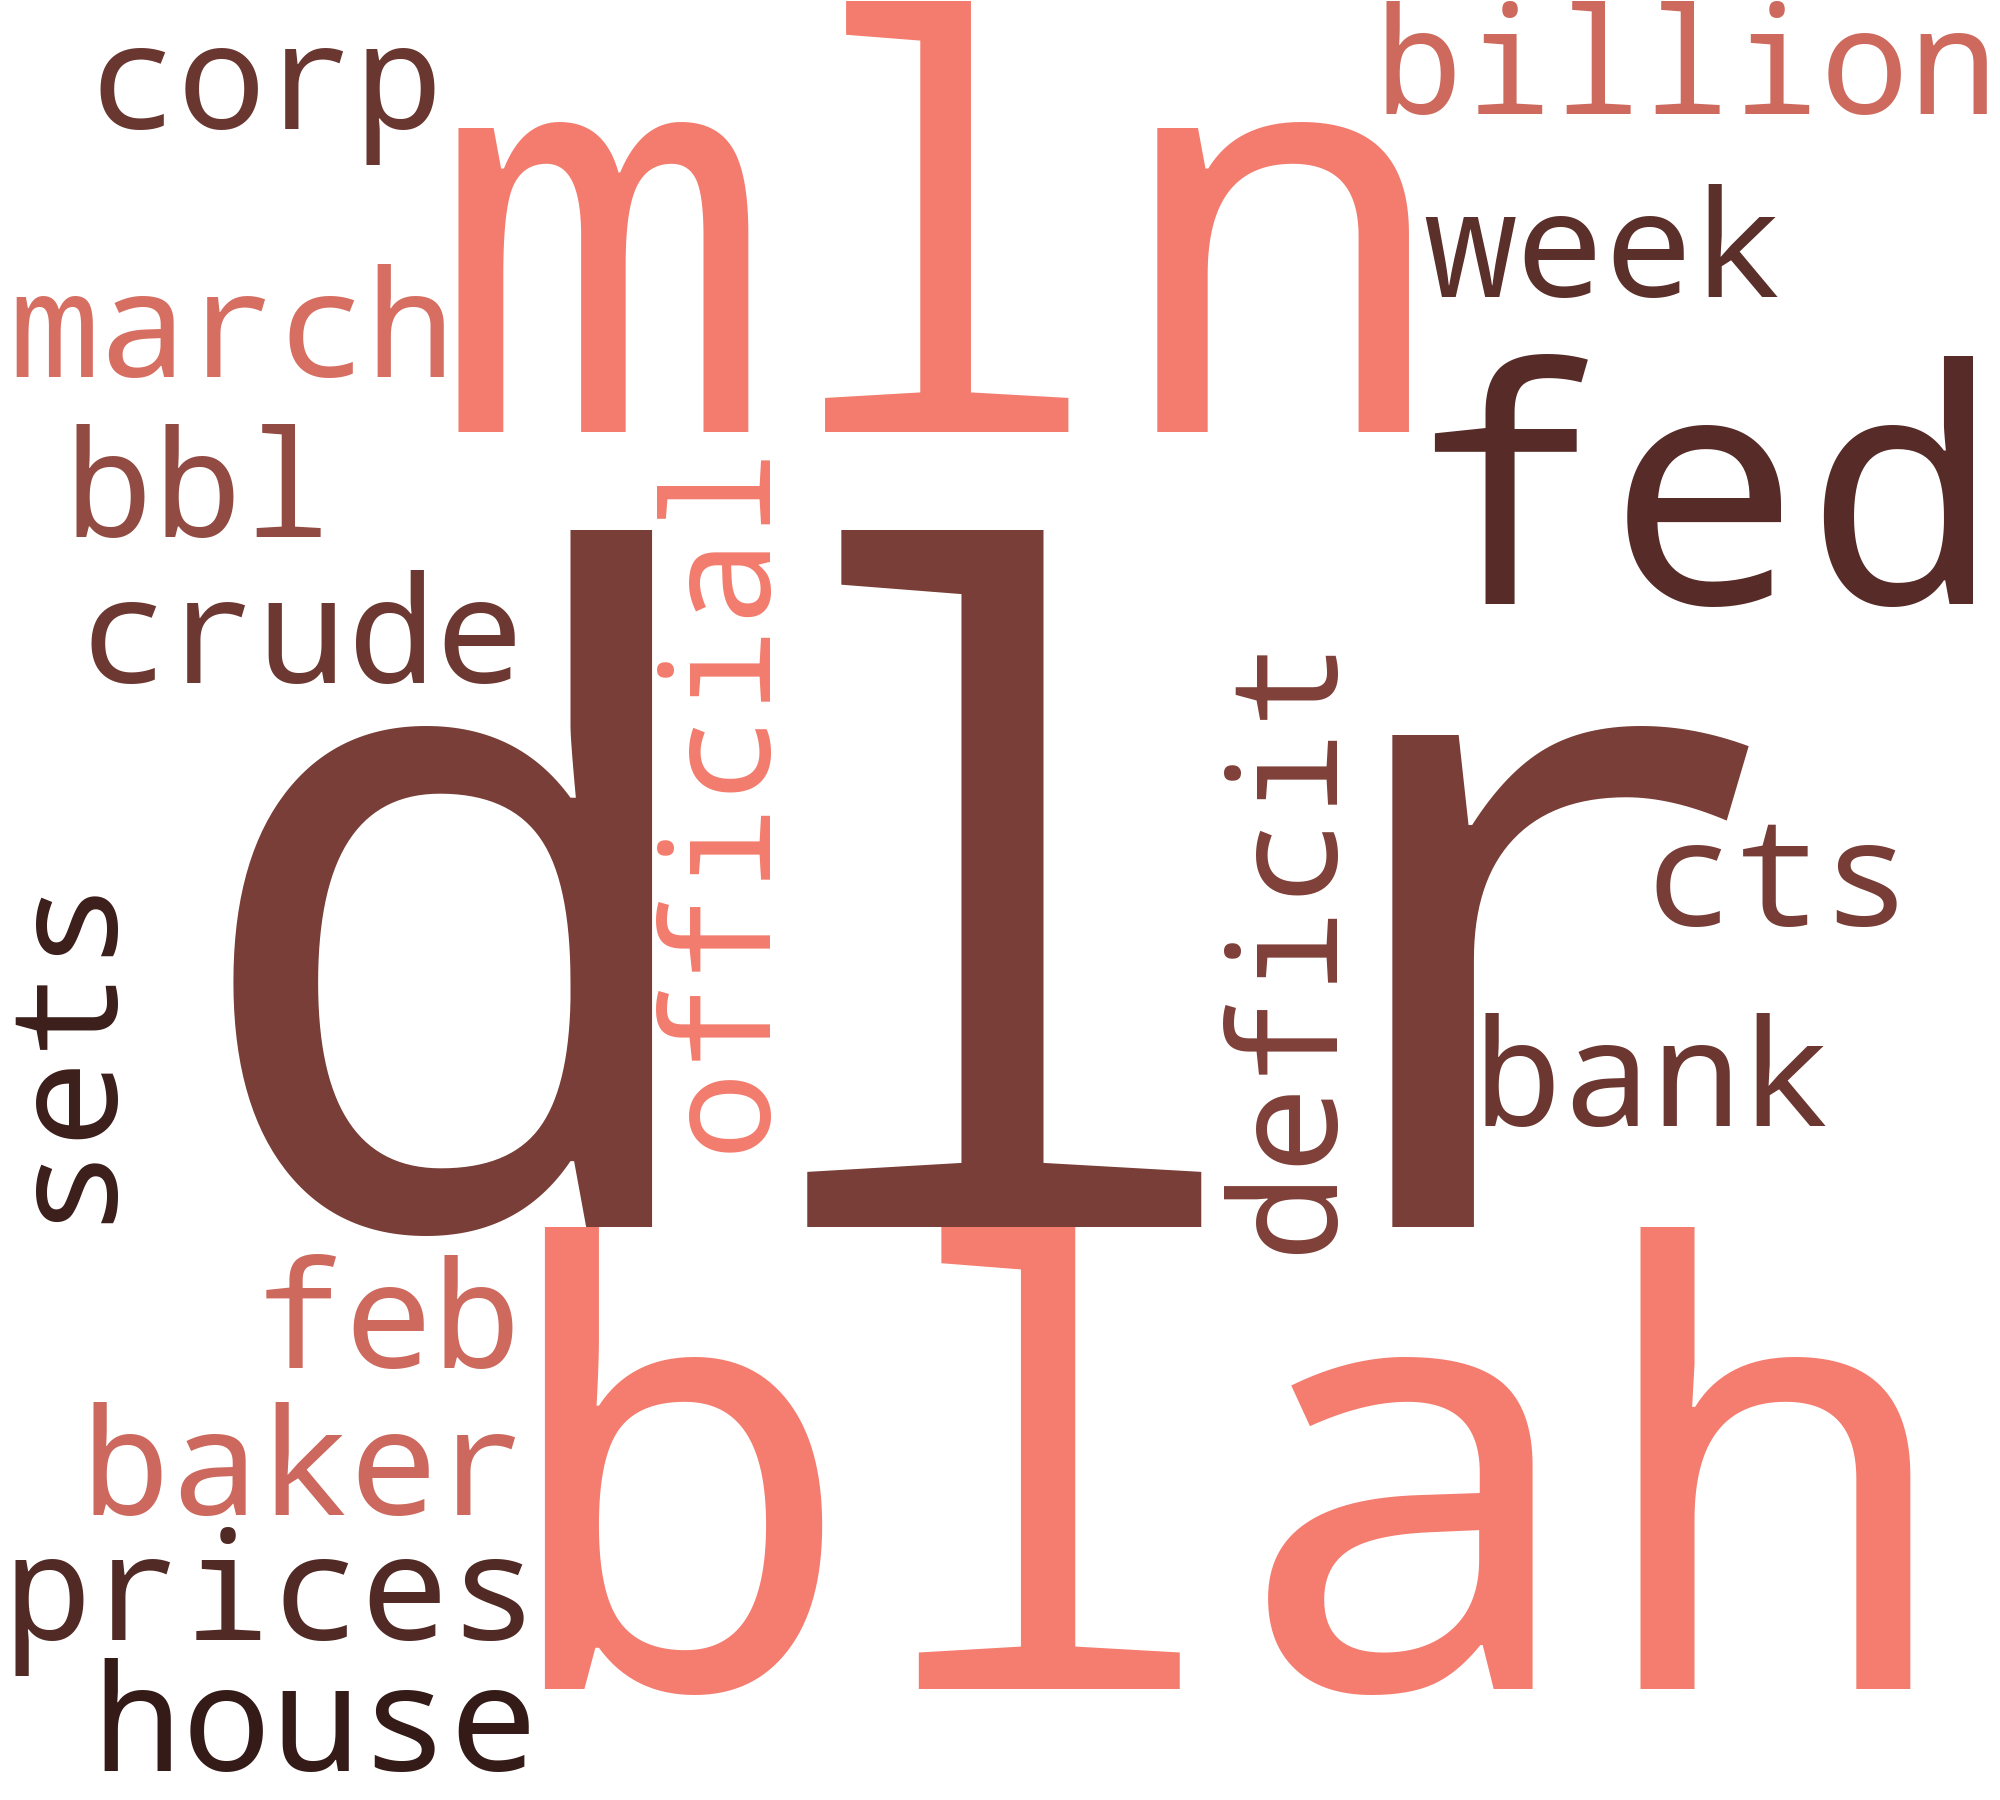 corp
mln
billion
week
march
fed
bbl
official
crude
dlr
deficit
cts
sets
bank
feb
blah
baker
prices
house